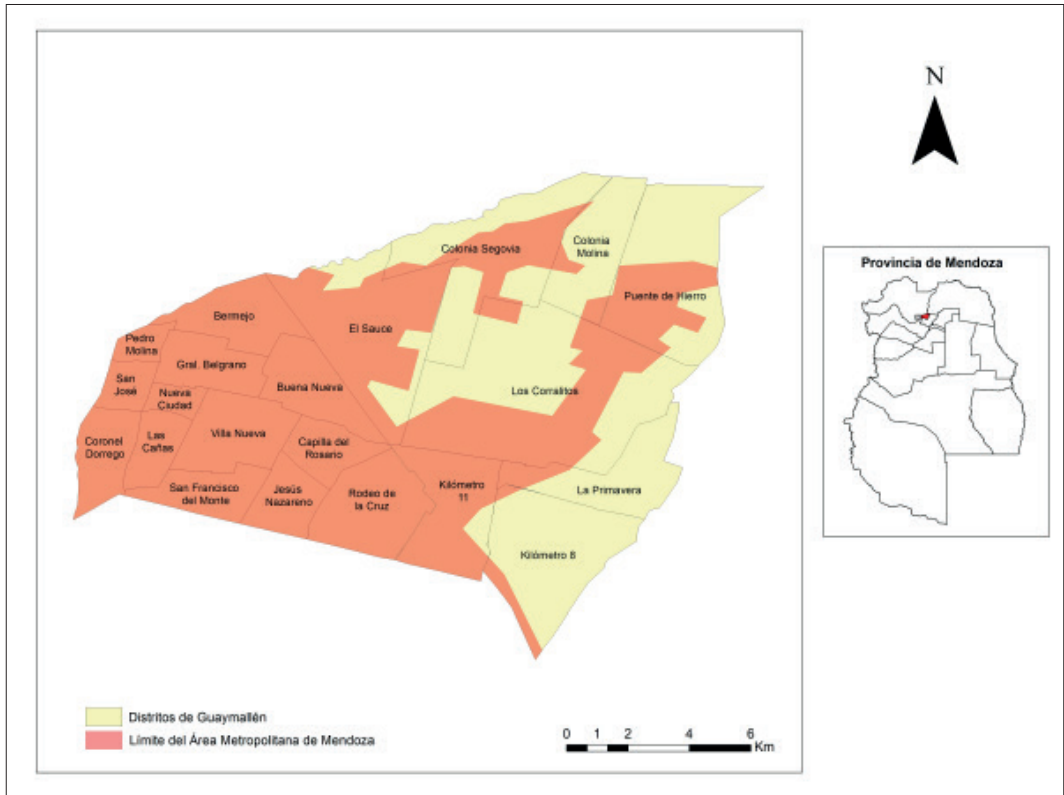 N
Colonia Segovia
Colonia
Molina
Provincia de Mendoza
Puente de Hierro
Bermejo
El Sauce
Pedro
Molina
Gral. Belgrano
San
José
Nueva
Ciudad
Buena Nueva
Los Corralitos
Coronel
Dorrego
Las
Cañas
Villa Nueva
Capilla del
Rosario
San Francisco
del Monte
Jesús
Nazareno
Rodeo de
la Cruz
Kilómetro
11
La Primavera
Kilómetro 8
Distritos de Guaymallén
Límite del Área Metropolitana de Mendoza
0 1 2 4 6
Km